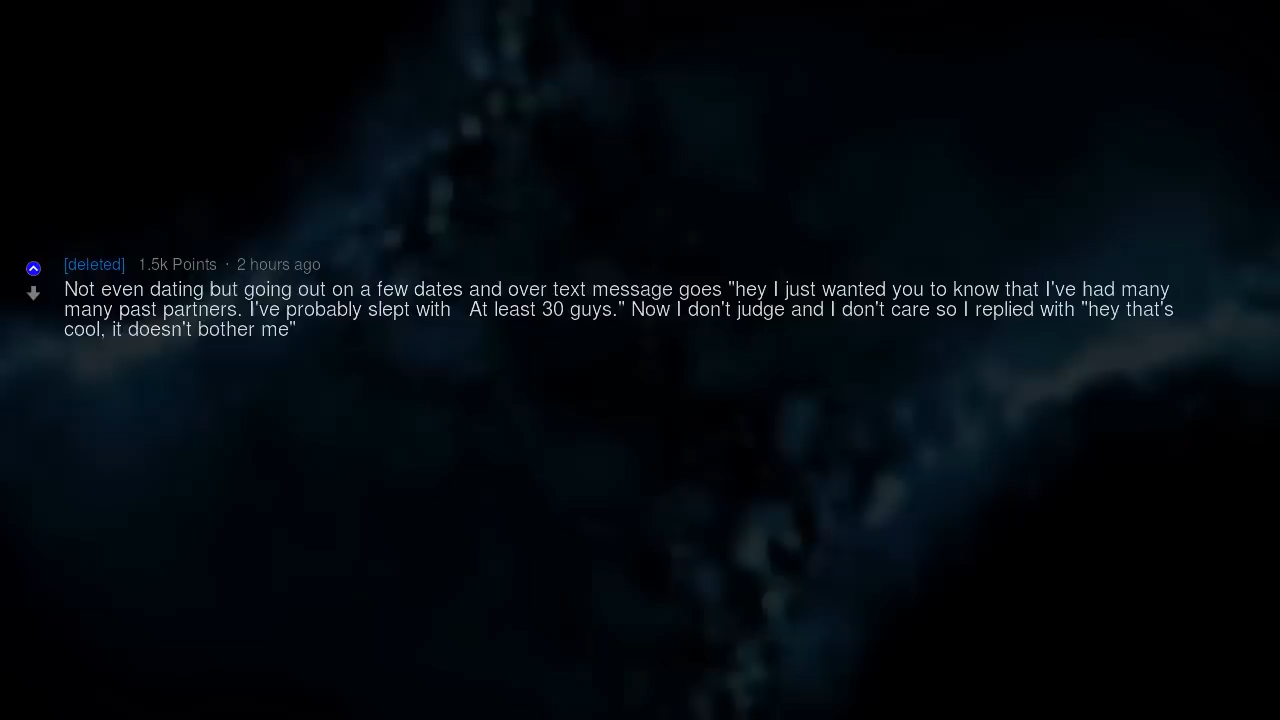 [deleted] 1.5k Points · 2 hours ago
Not even dating but going out on a few dates and over text message goes "hey I just wanted you to know that I've had many
many past partners. I've probably slept with   At least 30 guys." Now I don't judge and I don't care so I replied with "hey that's
cool, it doesn't bother me"